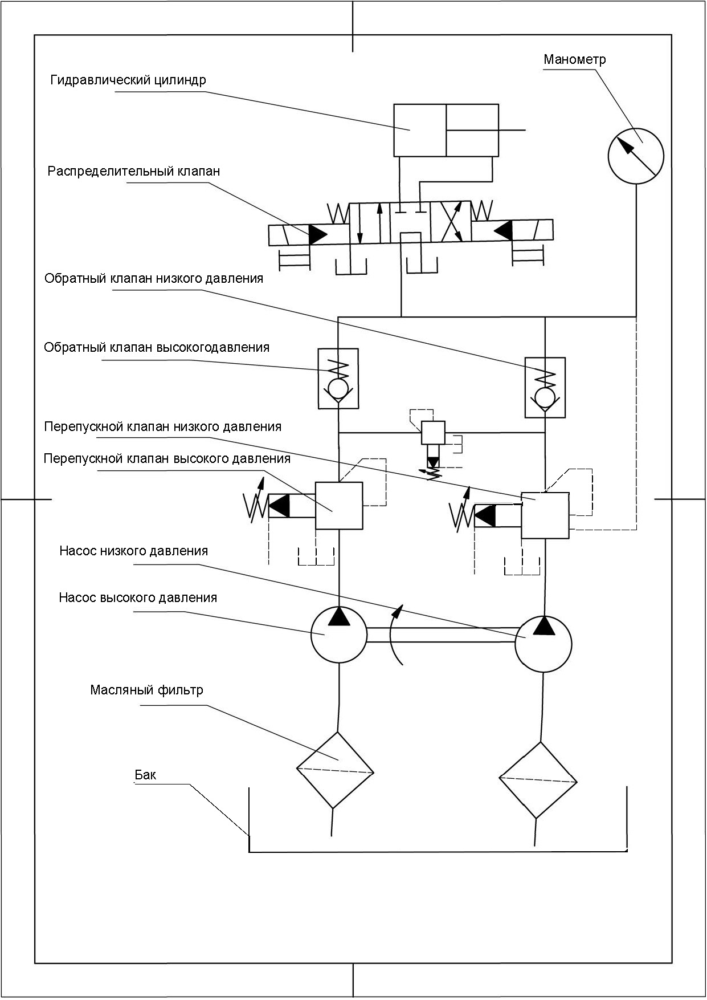 Манометр
Гидравлический цилиндр
Распределительный клапан
Обратный клапан низкого давления
Обратный клапан высокогодавления
Перепускной клапан низкого давления
Перепускной клапан высокого давления
Насос низкого давления
Насос высокого давления
Масляный фильтр
Бак